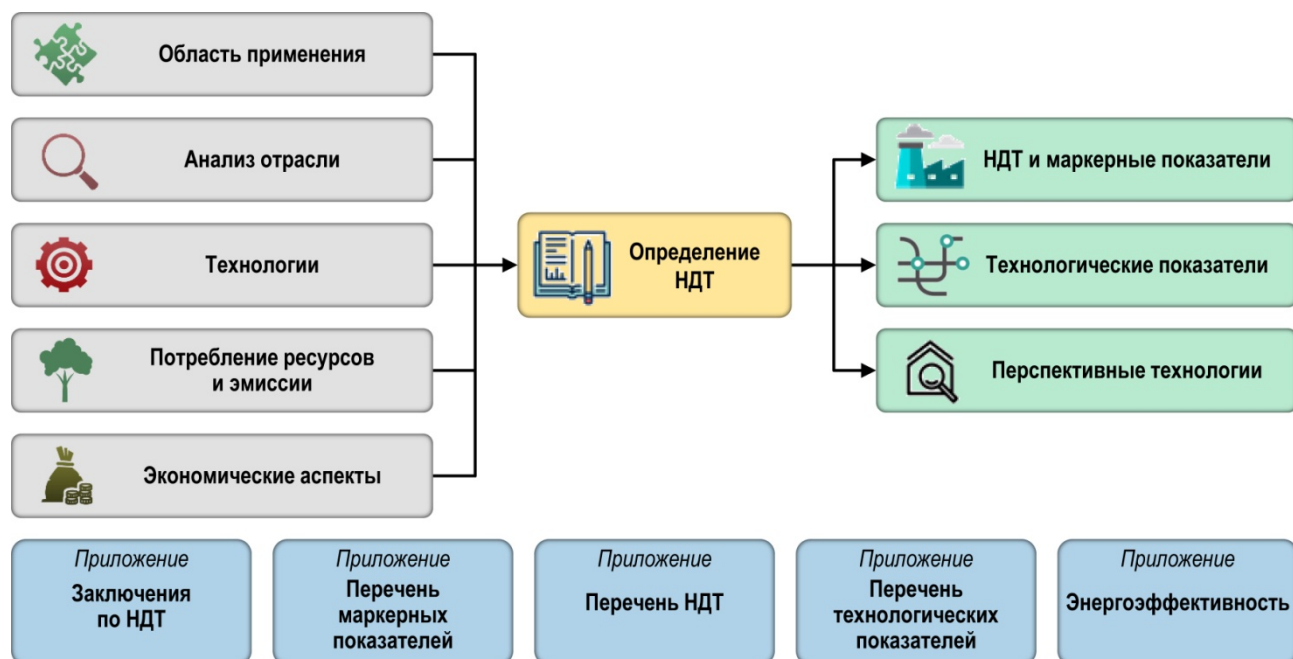 Область применения
Анализ отрасли
Технологии
Потребление ресурсов
и эмиссии
Экономические аспекты
Определение
НДТ
НДТ и маркерные показатели
Технологические показатели
Перспективные технологии
Приложение
Заключения
по НДТ
Приложение
Перечень
маркерных
показателей
Приложение
Перечень НДТ
Приложение
Перечень
технологических
показателей
Приложение
Энергоэффективность